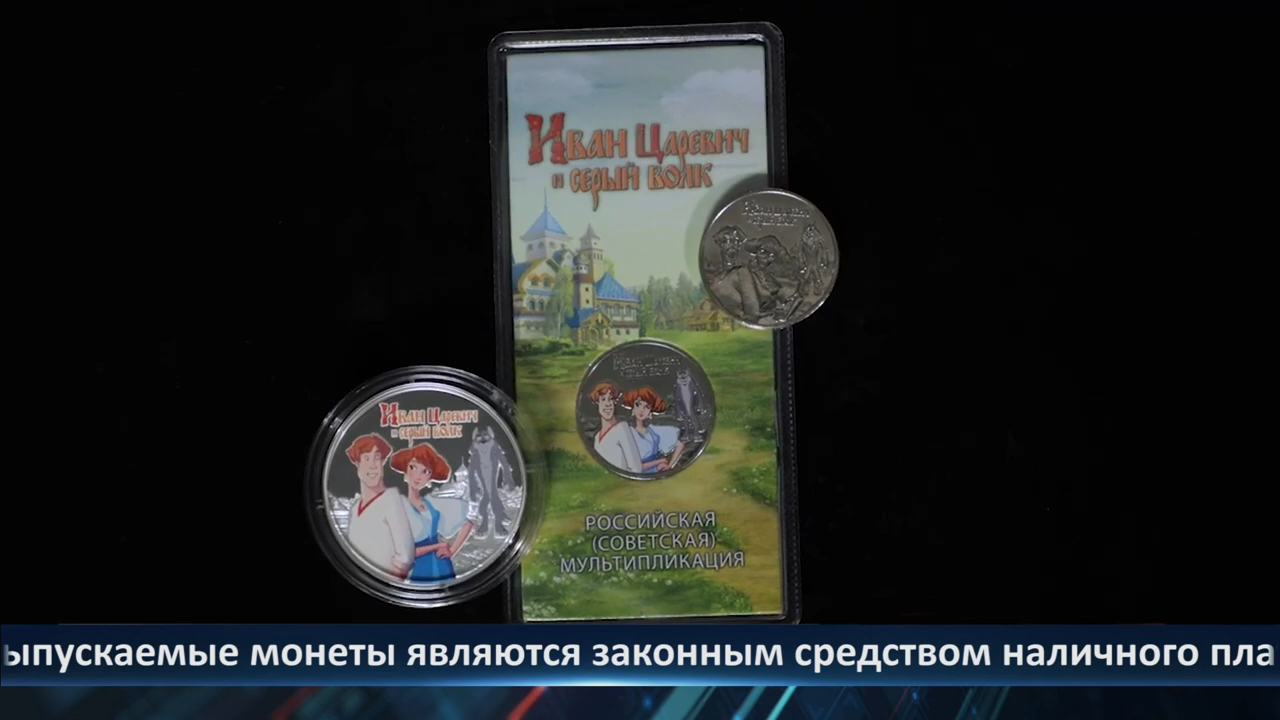 Иван Царевич
и серый волк
Иван Царевич
и серый волк
РОССИЙСКАЯ
(СОВЕТСКАЯ)
МУЛЬТИПЛИКАЦИЯ
ыпускаемые монеты являются законным средством наличного пла